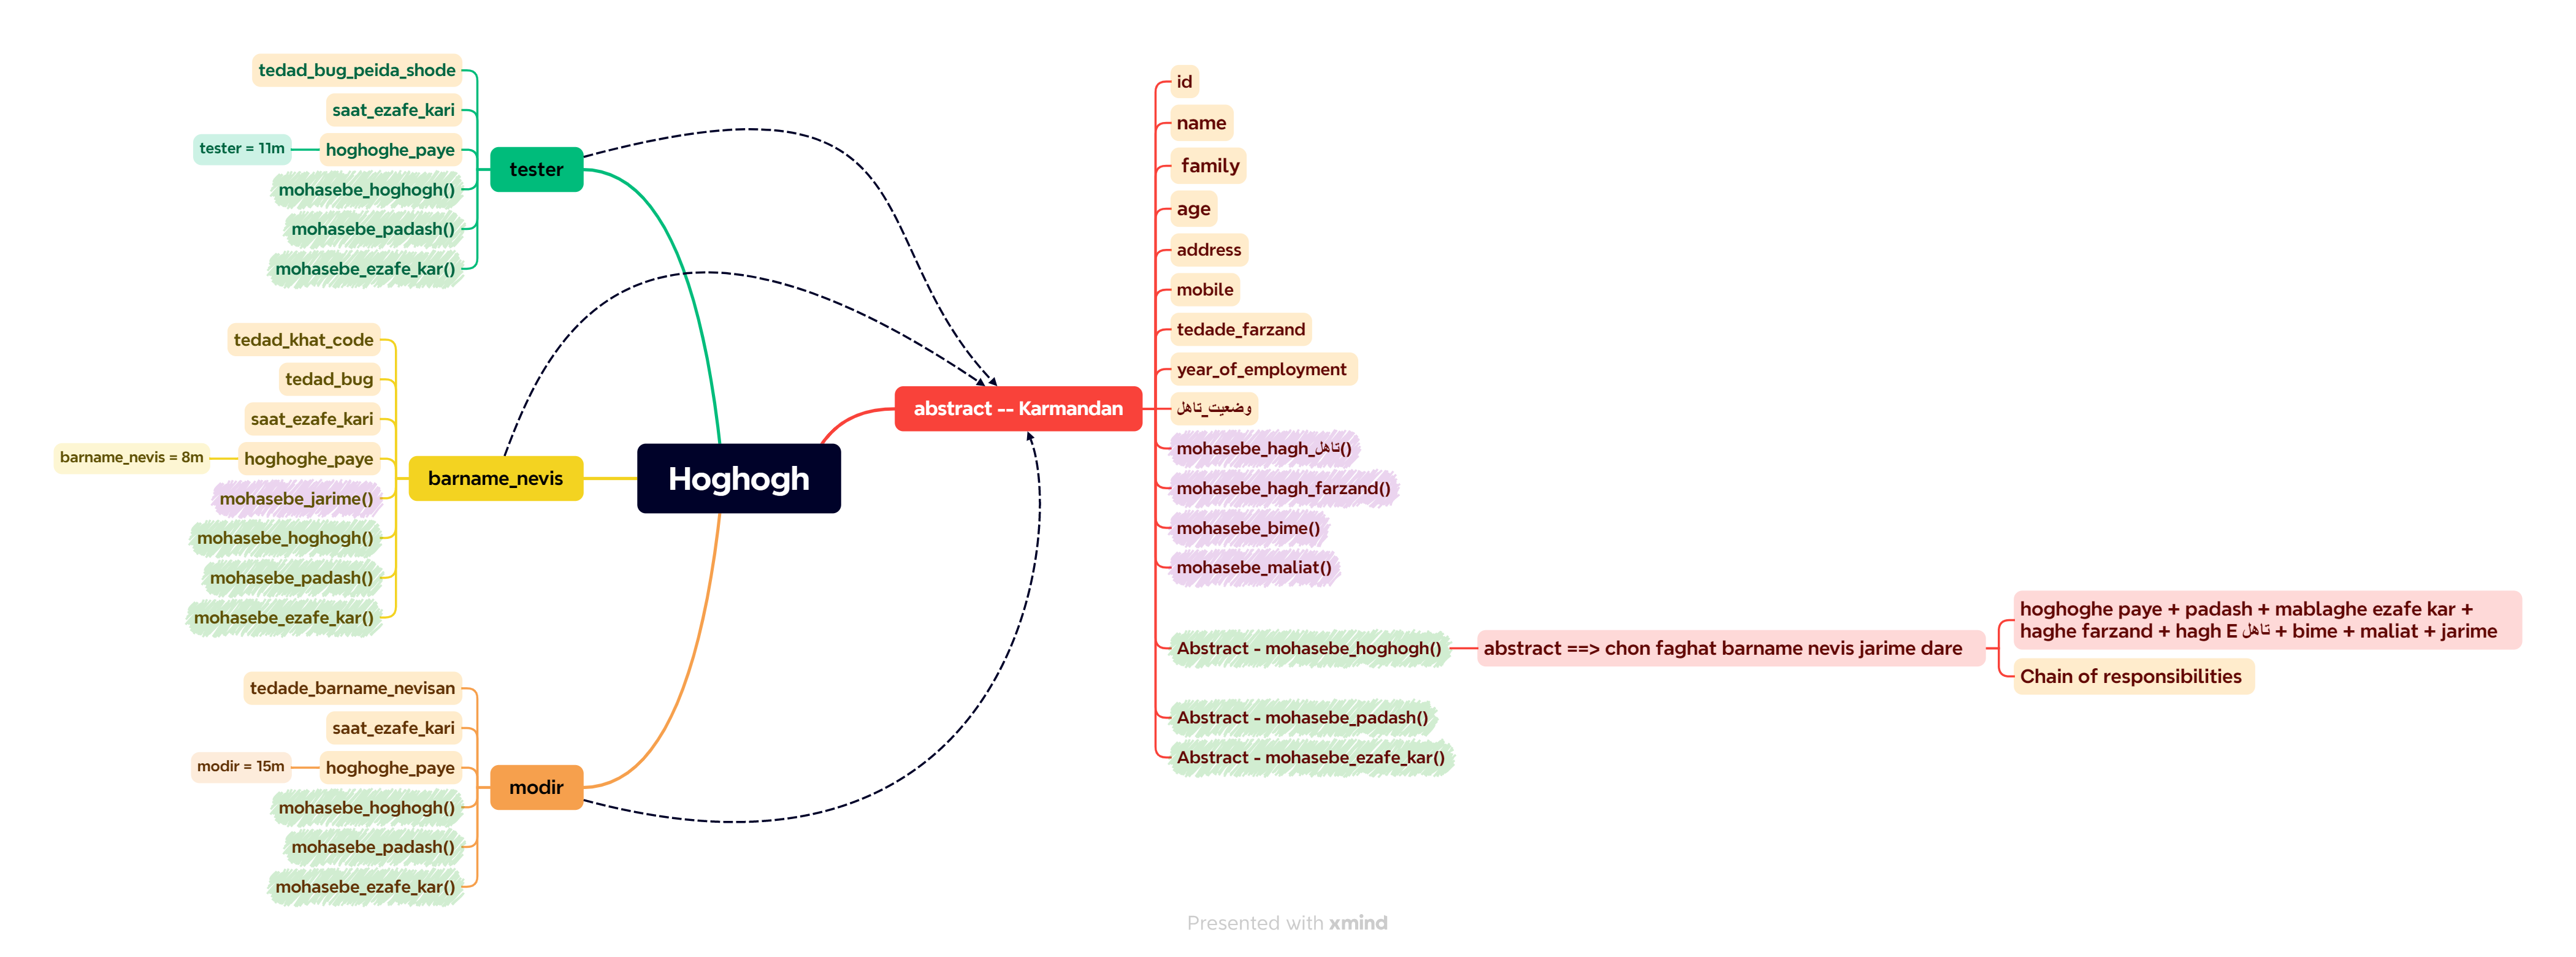 tedad_bug_peida_shode
saat_ezafe_kari
tester = 11m
hoghoghe_paye
mohasebe_hoghogh()
mohasebe_padash()
mohasebe_ezafe_kar()
tester
tedad_khat_code
tedad_bug
saat_ezafe_kari
barname_nevis = 8m
hoghoghe_paye
mohasebe_jarime()
mohasebe_hoghogh()
mohasebe_padash()
mohasebe_ezafe_kar()
barname_nevis
tedade_barname_nevisan
saat_ezafe_kari
modir = 15m
hoghoghe_paye
mohasebe_hoghogh()
mohasebe_padash()
mohasebe_ezafe_kar()
modir
Hoghogh
abstract -- Karmandan
id
name
family
age
address
mobile
tedade_farzand
year_of_employment
وضعیت_تاهل
mohasebe_hagh_تاهل()
mohasebe_hagh_farzand()
mohasebe_bime()
mohasebe_maliat()
Abstract - mohasebe_hoghogh()
abstract ==> chon faghat barname nevis jarime dare
hoghoghe paye + padash + mablaghe ezafe kar +
haghe farzand + hagh E تاهل + bime + maliat + jarime
Chain of responsibilities
Abstract - mohasebe_padash()
Abstract - mohasebe_ezafe_kar()
Presented with xmind